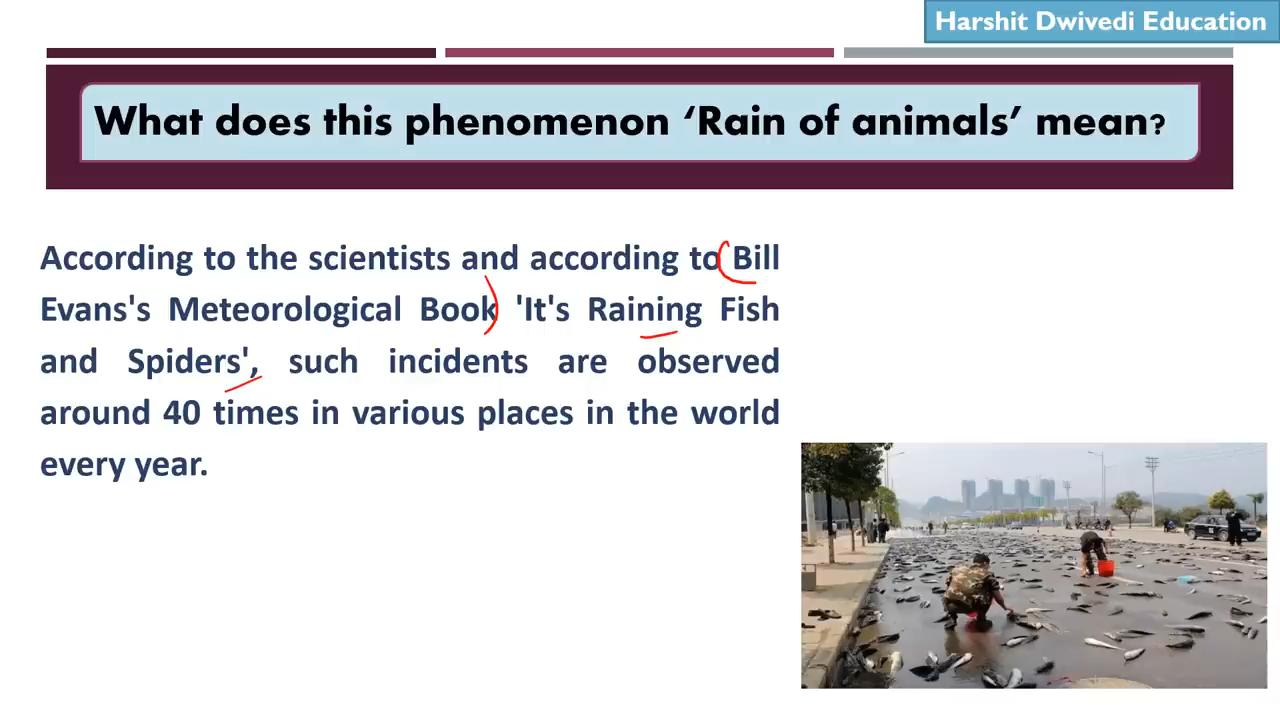 Harshit Dwivedi Education
What does this phenomenon ‘Rain of animals’ mean?
According to the scientists and according to Bill
Evans's Meteorological Book 'It's Raining Fish
and Spiders', such incidents are observed
around 40 times in various places in the world
every year.